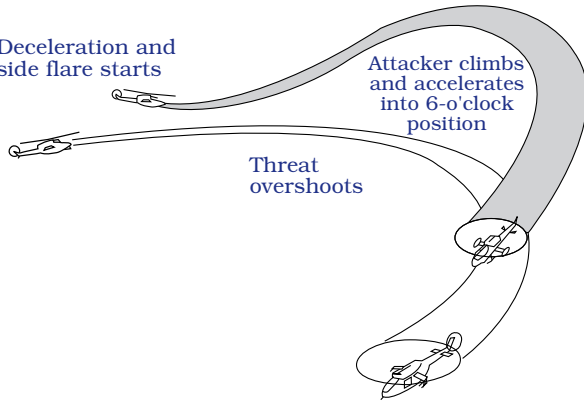 Deceleration and
side flare starts
Attacker climbs
and accelerates
into 6-o'clock
position
Threat
overshoots